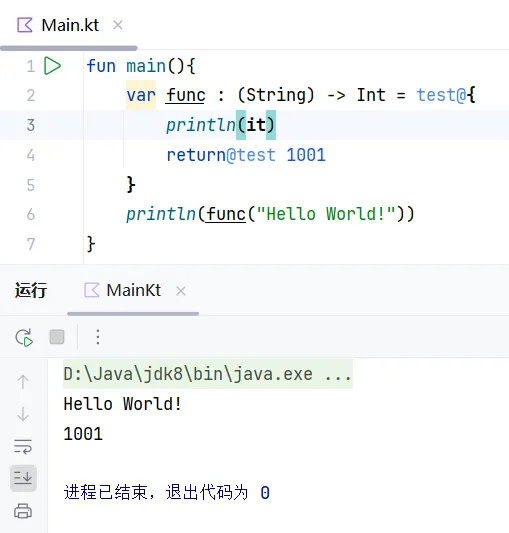 Main.kt
1 fun main(){
2 var func : (String) -> Int = test@{
3 println(it)
4 return@test 1001
5 }
6 println(func("Hello World!"))
7 }
运行 MainKt
D:\Java\jdk8\bin\java.exe ...
Hello World!
1001
进程已结束，退出代码为 0